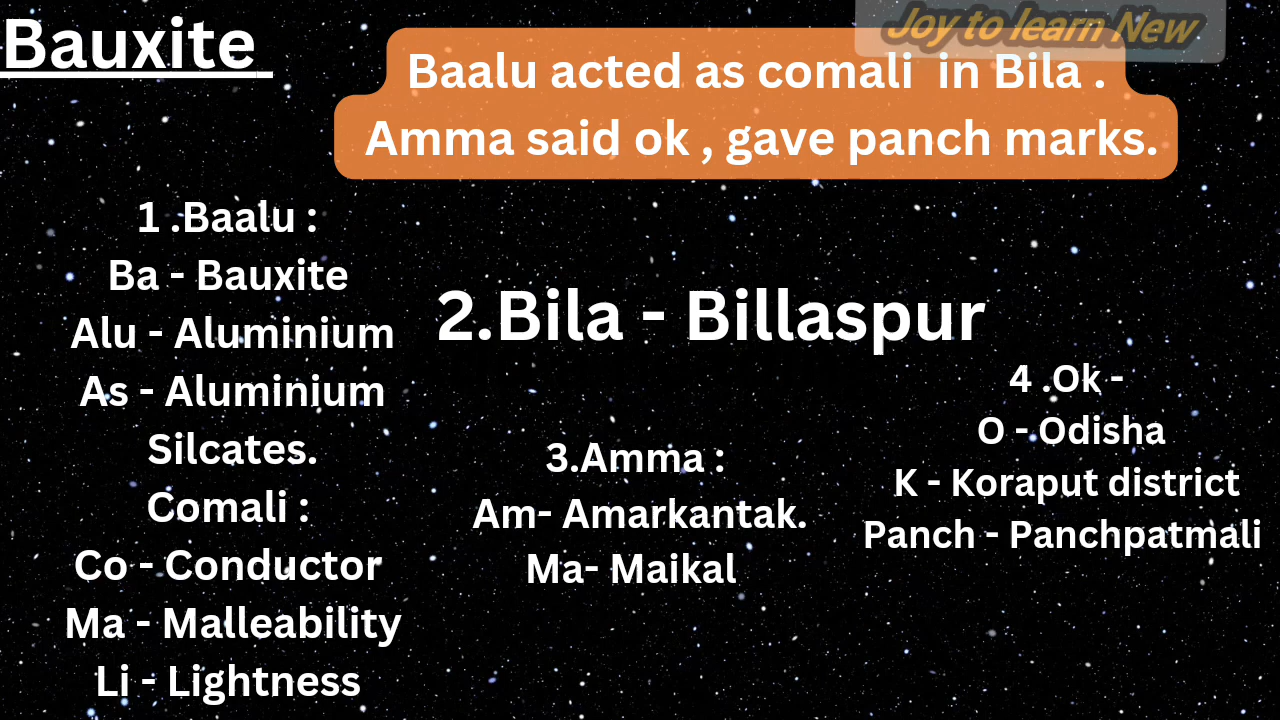 Bauxite
Joy to learn New
Baalu acted as comali in Bila .
Amma said ok , gave panch marks.
1 .Baalu :
Ba - Bauxite
Alu - Aluminium
As - Aluminium
Silcates.
Comali :
Co - Conductor
Ma - Malleability
Li - Lightness
2.Bila - Billaspur
3.Amma :
Am- Amarkantak.
Ma- Maikal
4 .Ok -
O - Odisha
K - Koraput district
Panch - Panchpatmali